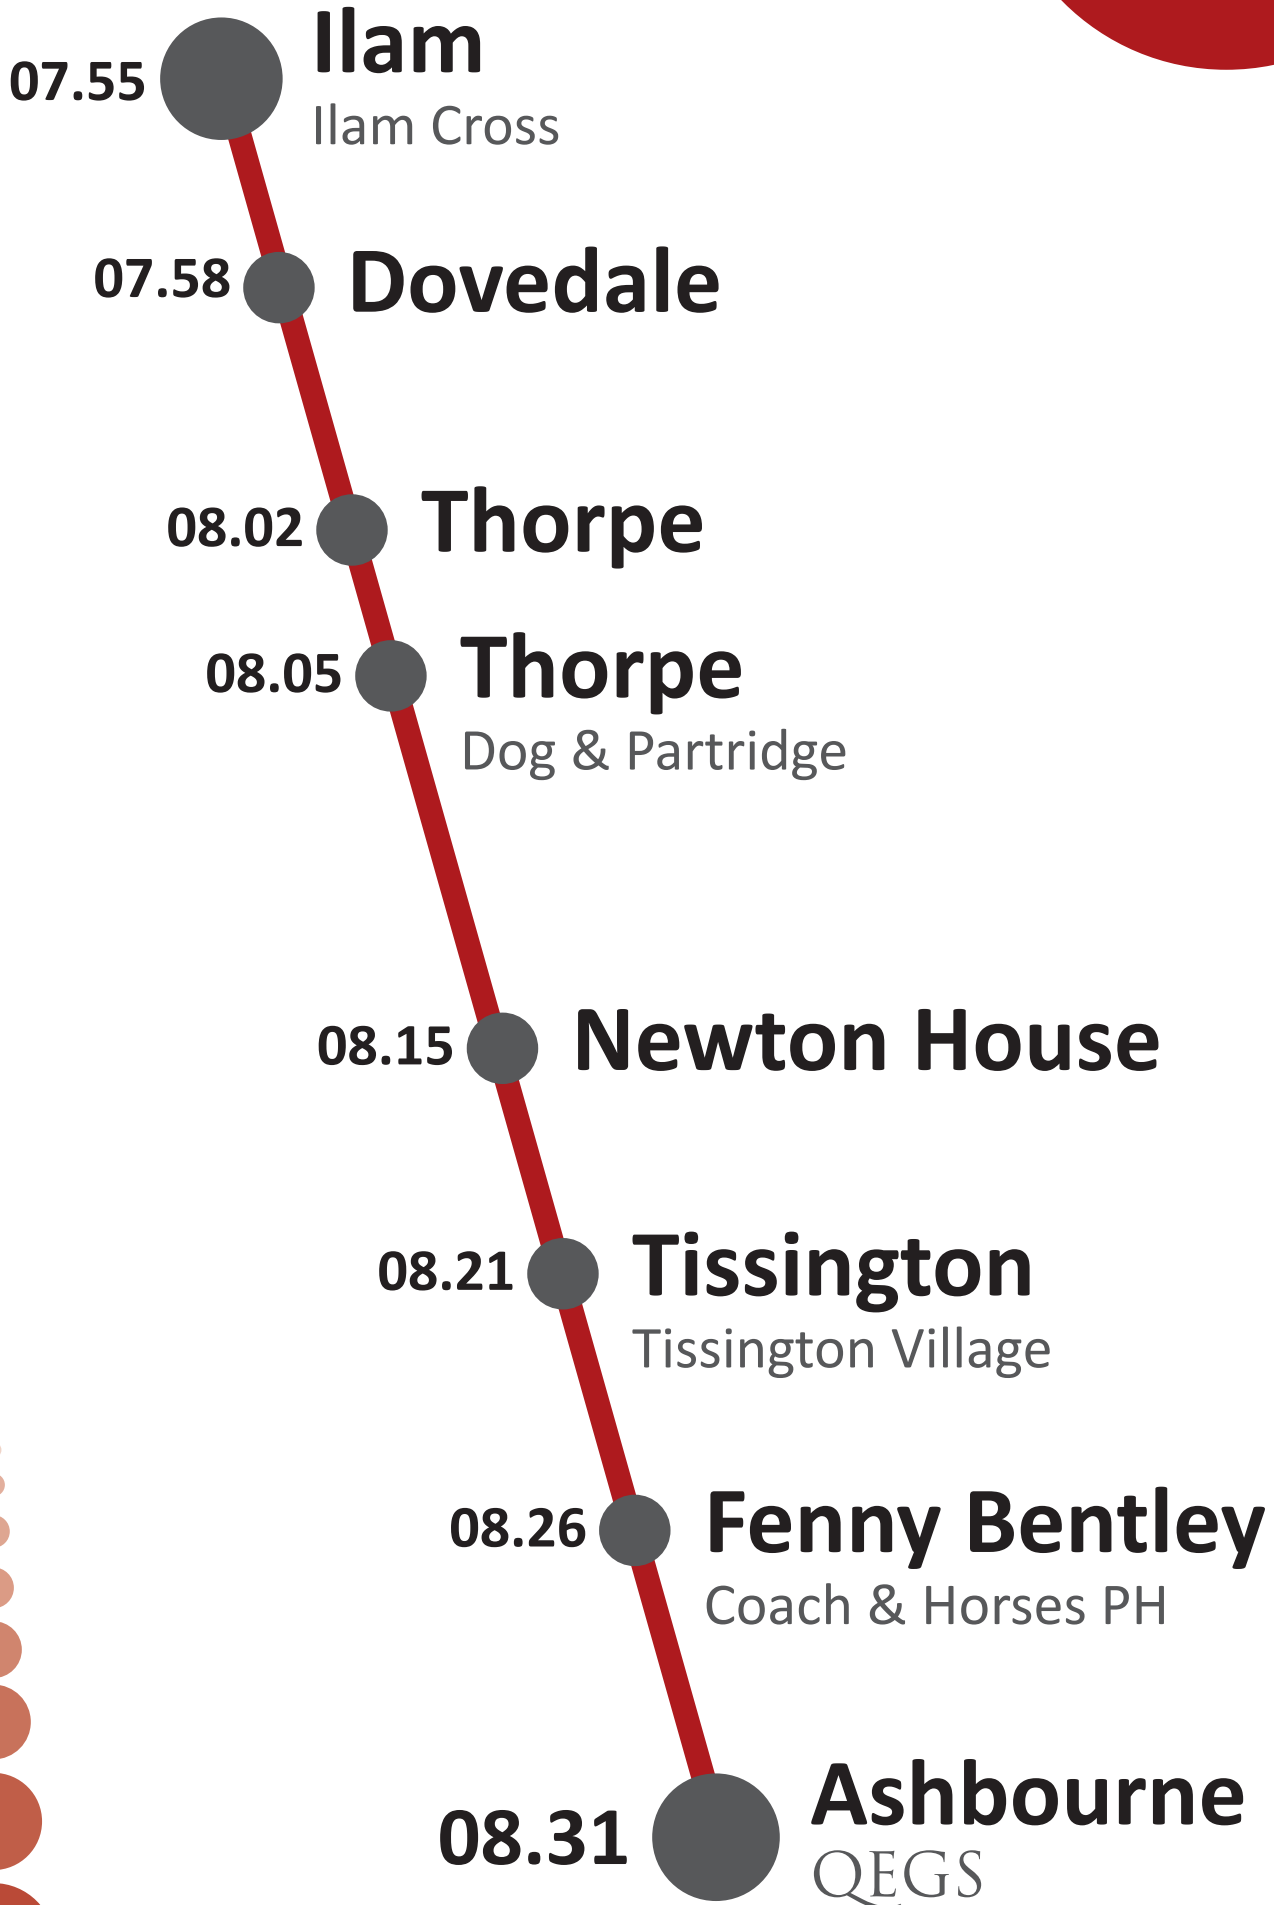 07.55
Ilam
Ilam Cross
07.58
Dovedale
08.02
Thorpe
08.05
Thorpe
Dog & Partridge
08.15
Newton House
08.21
Tissington
Tissington Village
08.26
Fenny Bentley
Coach & Horses PH
08.31
Ashbourne
QEGS